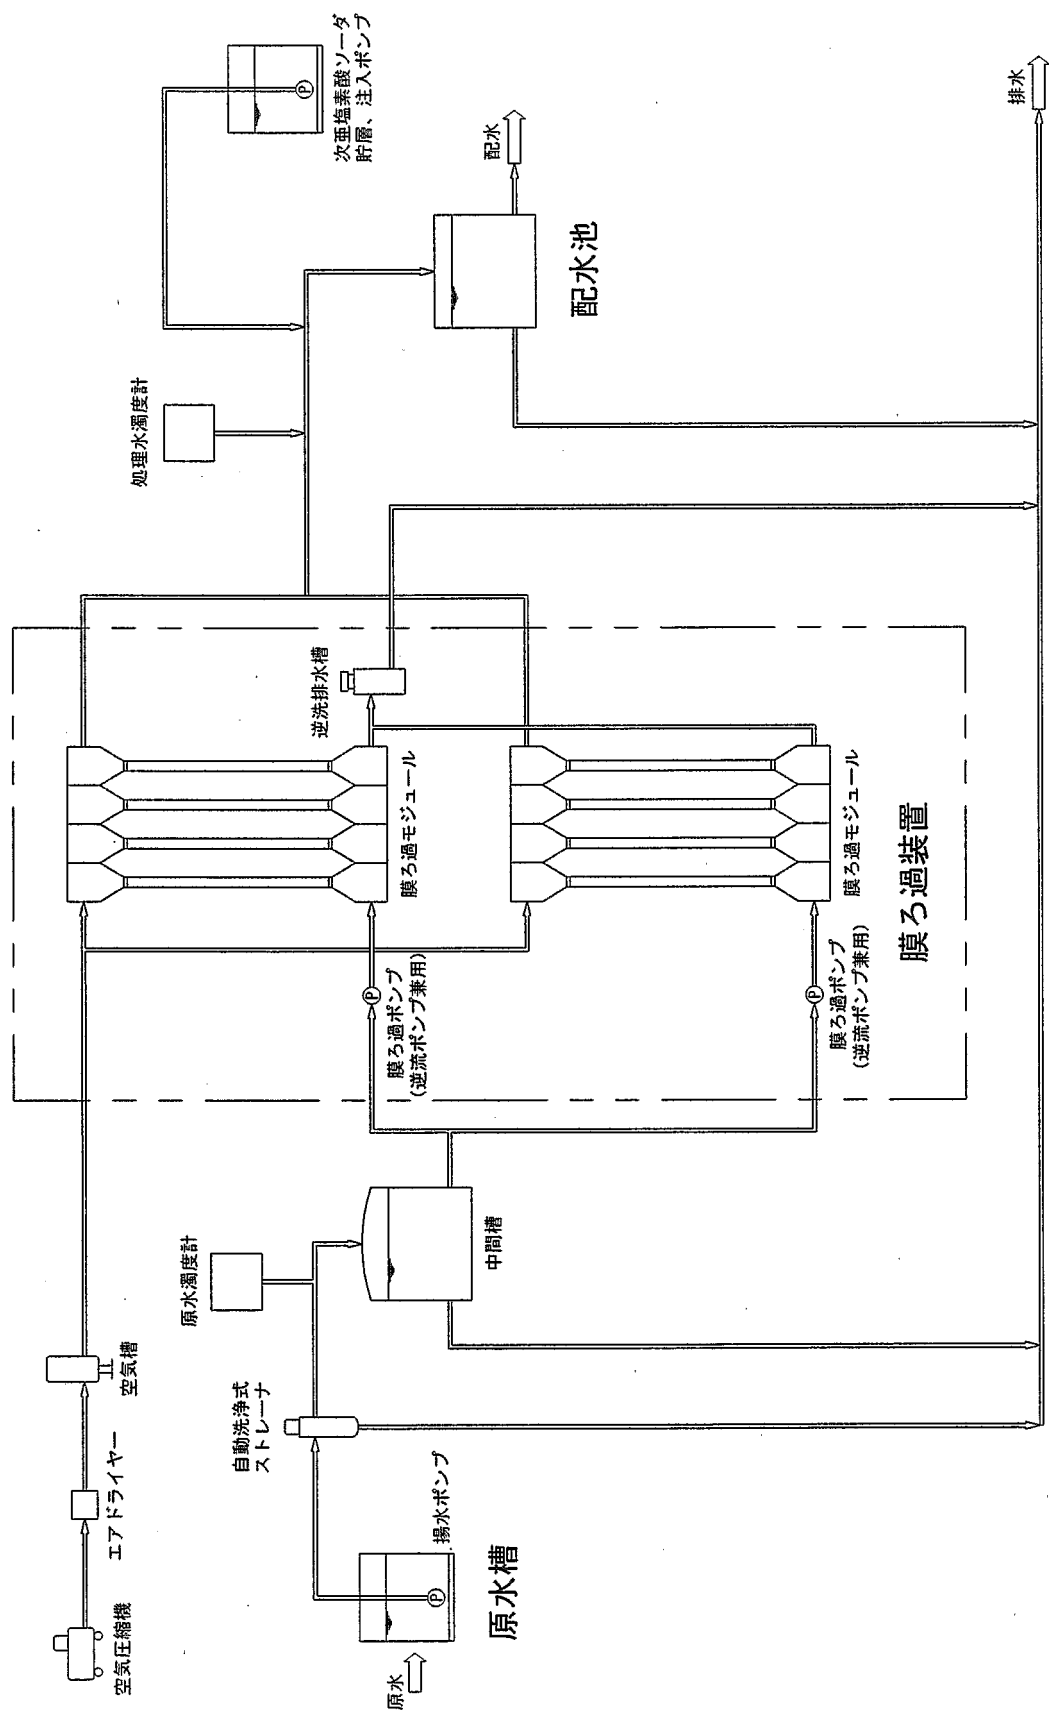 空気圧縮機
エアドライヤー
空気槽
原水
原水槽
揚水ポンプ
P
自動洗浄式
ストレーナ
原水濁度計
中間槽
P
膜ろ過ポンプ
(逆流ポンプ兼用)
P
膜ろ過ポンプ
(逆流ポンプ兼用)
膜ろ過モジュール
膜ろ過モジュール
膜ろ過装置
逆洗排水槽
処理水濁度計
次亜塩素酸ソーダ
貯層、注入ポンプ
P
配水池
配水
排水